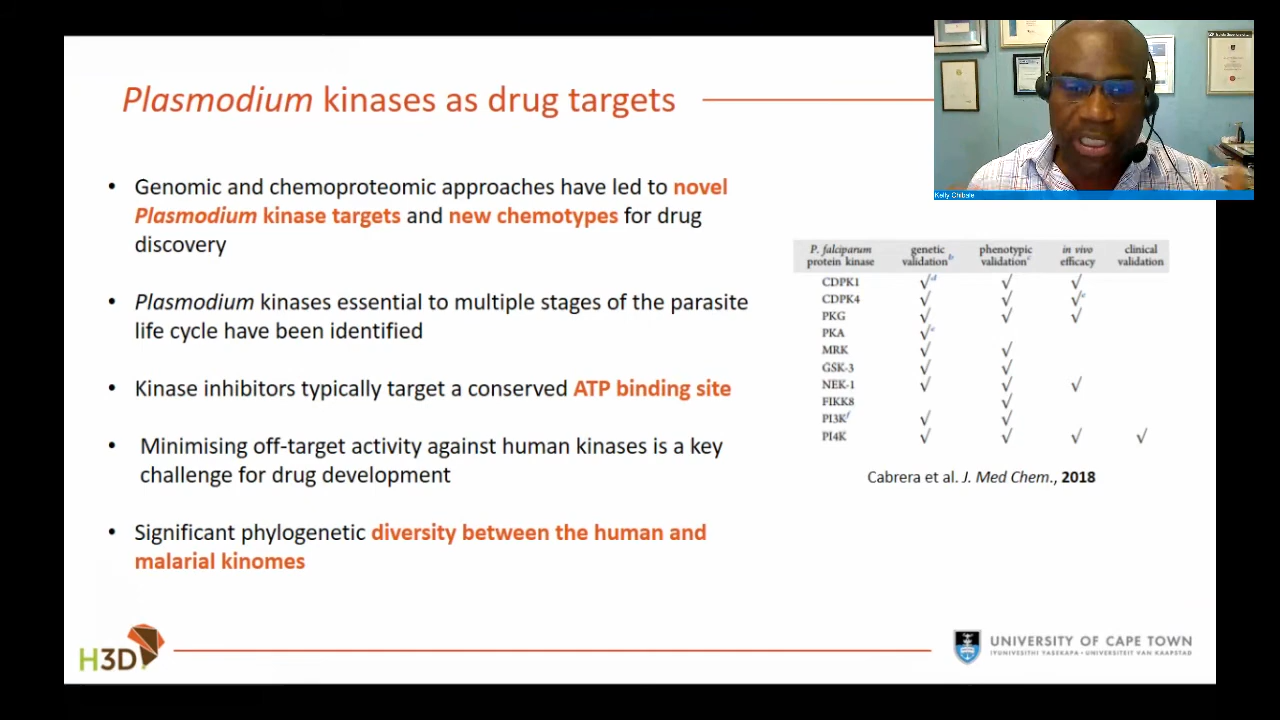 Plasmodium kinases as drug targets
• Genomic and chemoproteomic approaches have led to novel
Plasmodium kinase targets and new chemotypes for drug
discovery
• Plasmodium kinases essential to multiple stages of the parasite
life cycle have been identified
• Kinase inhibitors typically target a conserved ATP binding site
• Minimising off-target activity against human kinases is a key
challenge for drug development
• Significant phylogenetic diversity between the human and
malarial kinomes
Kelly Chibale
P. falciparum protein kinase genetic validation b phenotypic validation c in vivo efficacy clinical validation
CDPK1 √d √ √
CDPK4 √ √ √e
PKG √ √ √
PKA √e
MRK √ √
GSK-3 √ √
NEK-1 √ √ √
FIKK8 √
PI3Kf √ √
PI4K √ √ √ √
Cabrera et al. J. Med Chem., 2018
H3D
UNIVERSITY OF CAPE TOWN
IYUNIVESITHI YASEKAPA • UNIVERSITEIT VAN KAAPSTAD